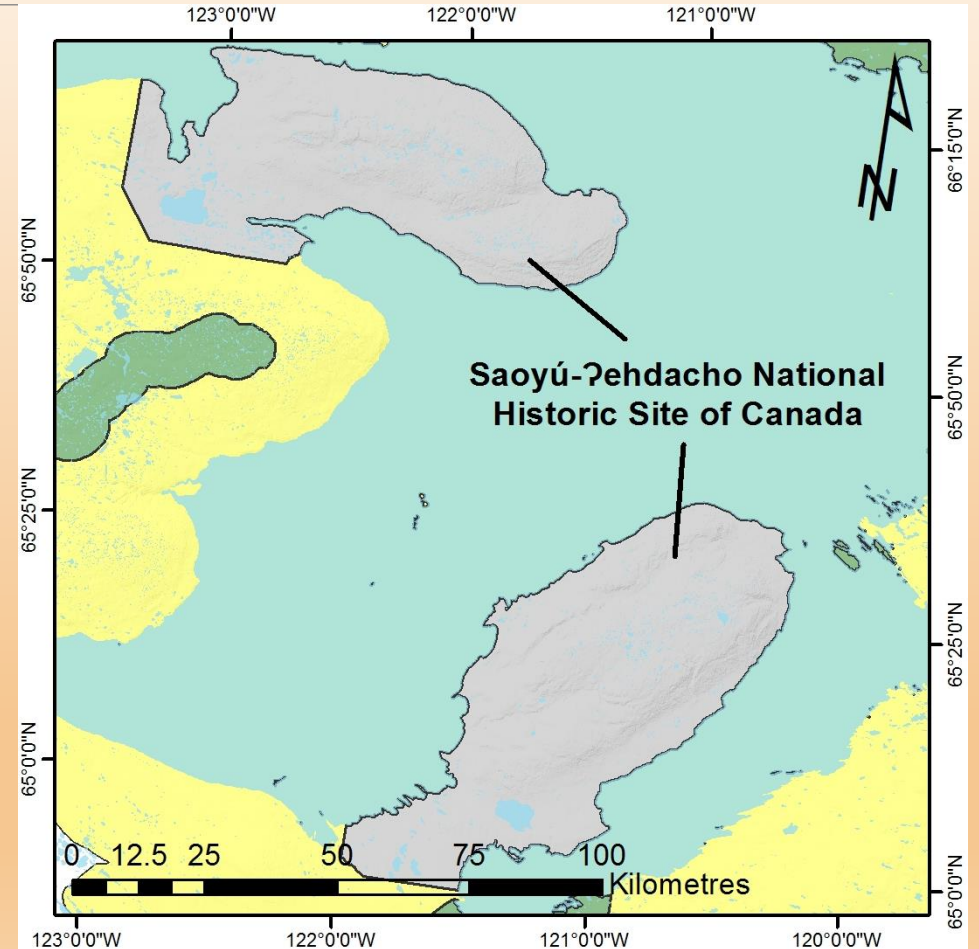 123°0'0"W 122°0'0"W 121°0'0"W
N
66°15'0"N
65°50'0"N
Saoyú-Ɂehdacho National
Historic Site of Canada
65°50'0"N
65°25'0"N
65°25'0"N
65°0'0"N
0 12.5 25 50 75 100
Kilometres
65°0'0"N
123°0'0"W 122°0'0"W 121°0'0"W 120°0'0"W